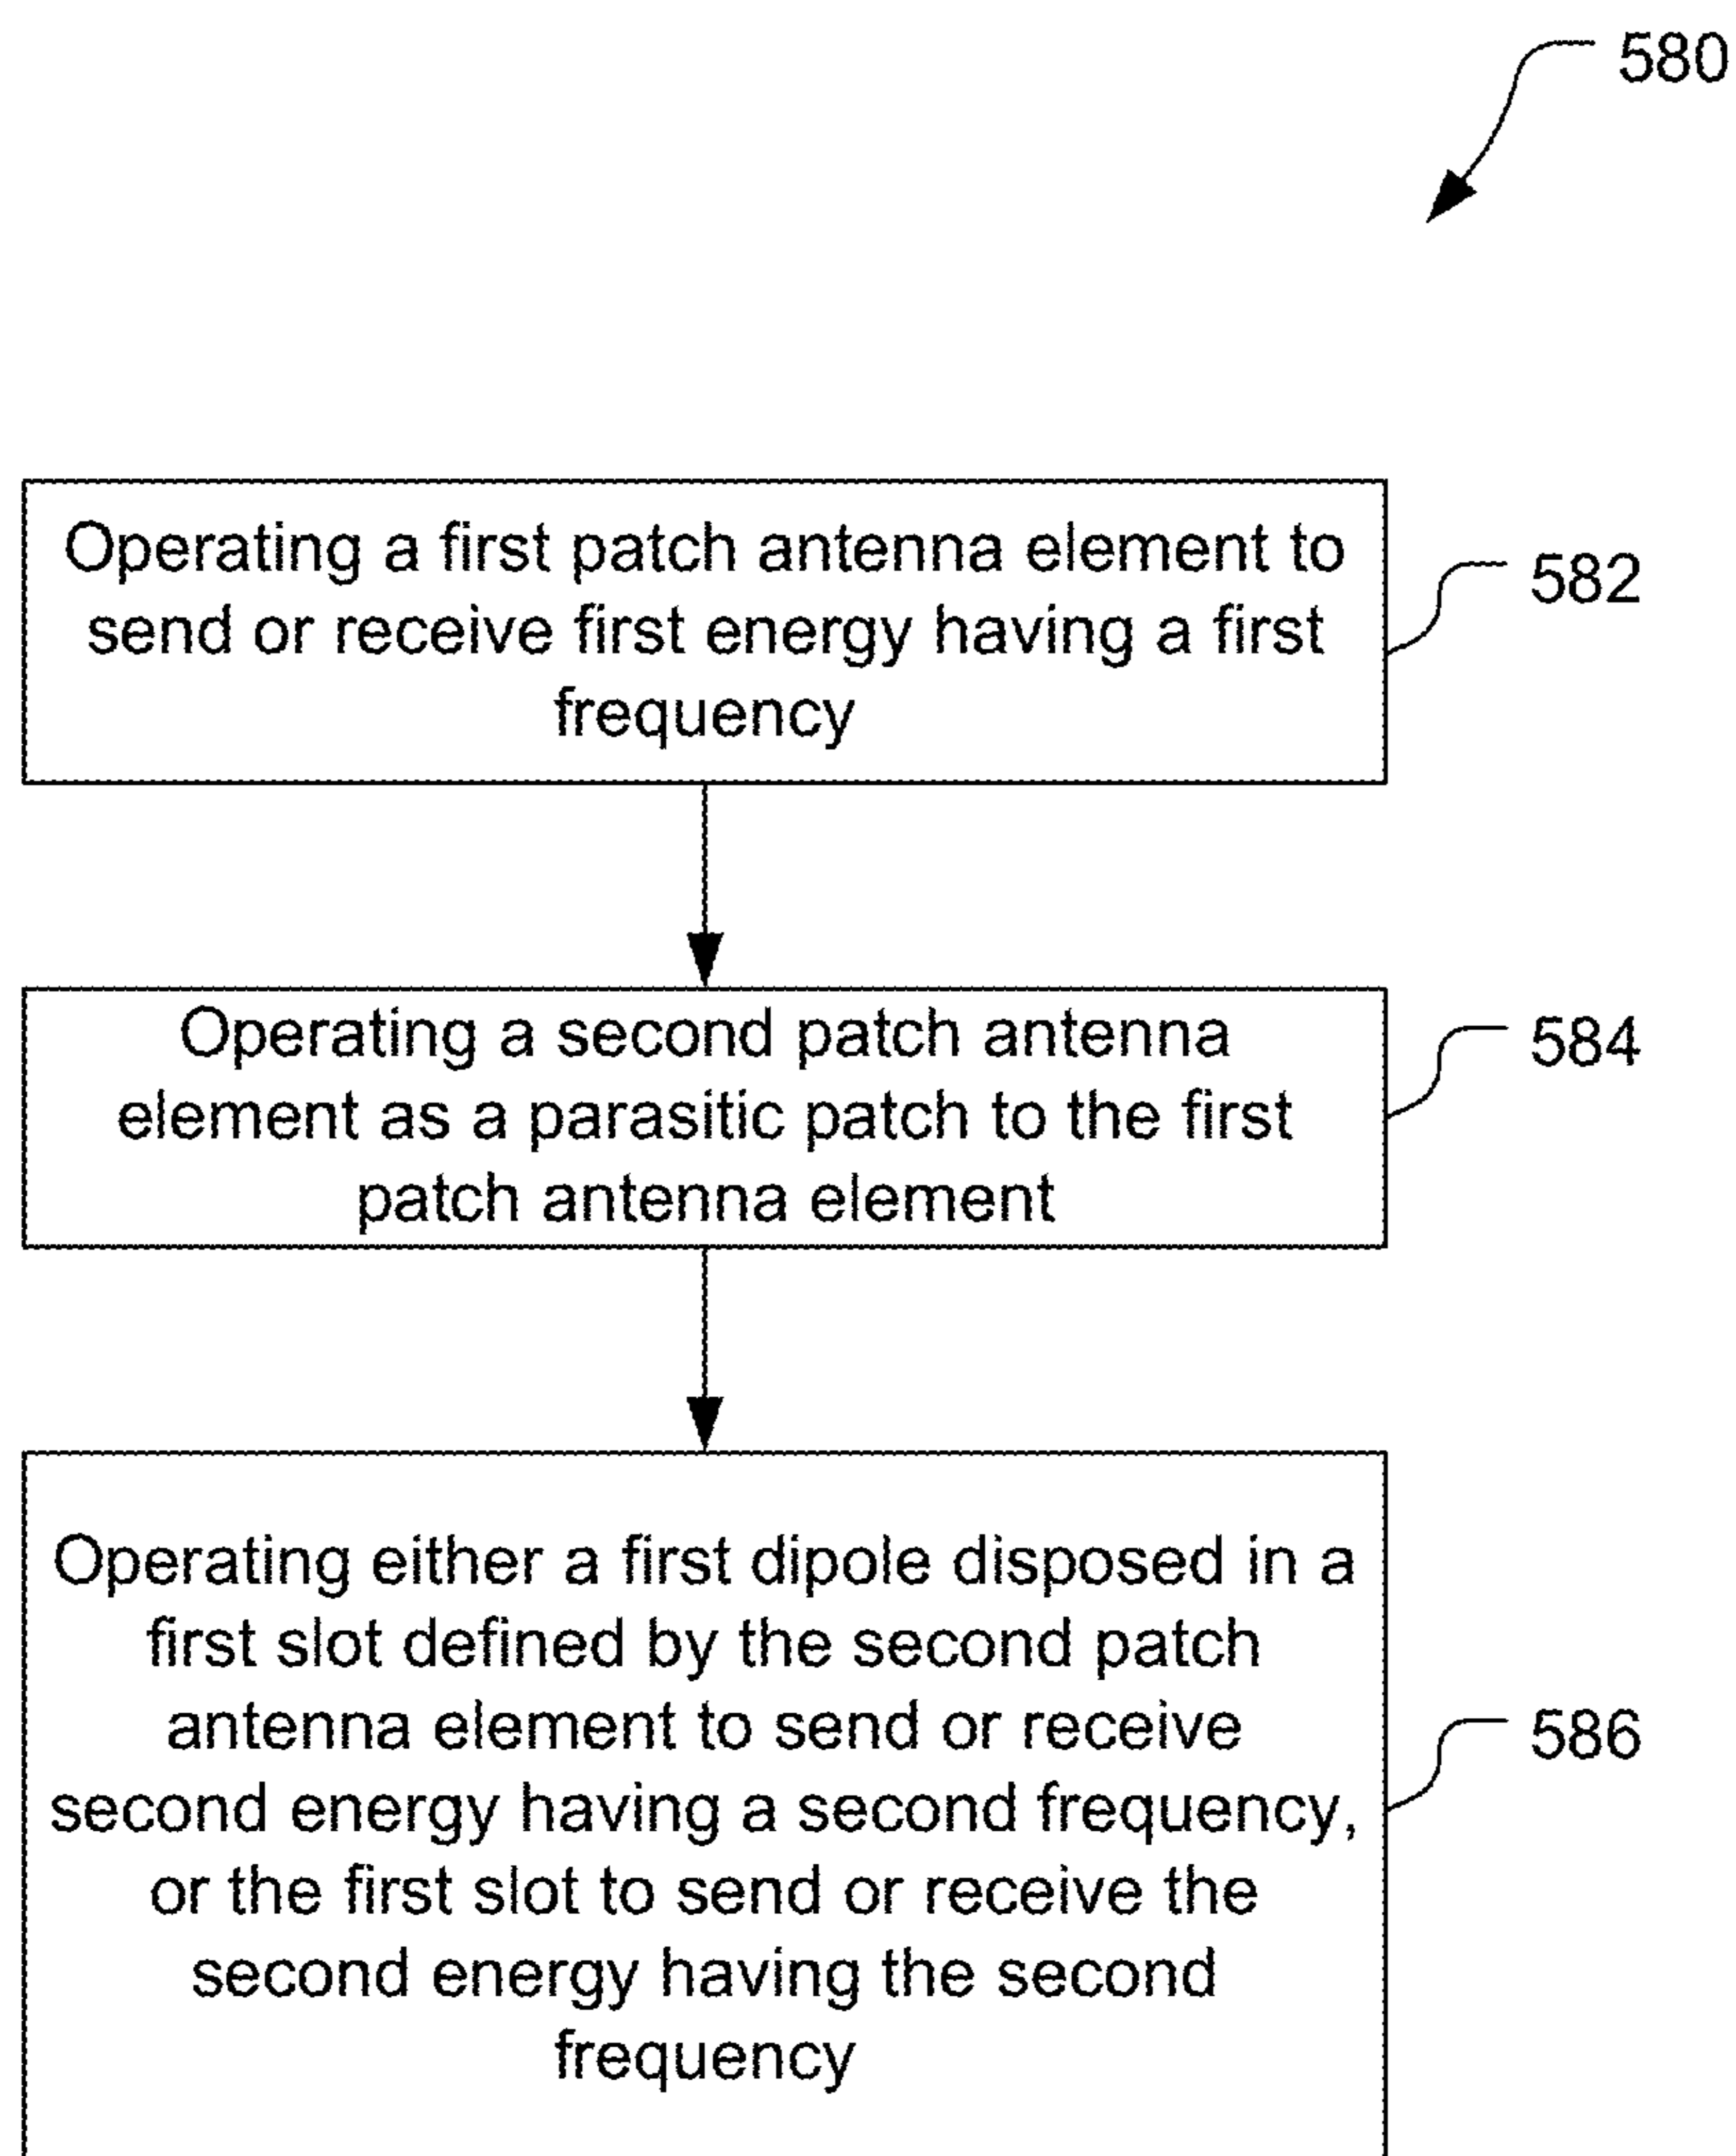 580
Operating a first patch antenna element to
send or receive first energy having a first
frequency
582
Operating a second patch antenna
element as a parasitic patch to the first
patch antenna element
584
Operating either a first dipole disposed in a
first slot defined by the second patch
antenna element to send or receive
second energy having a second frequency,
or the first slot to send or receive the
second energy having the second
frequency
586